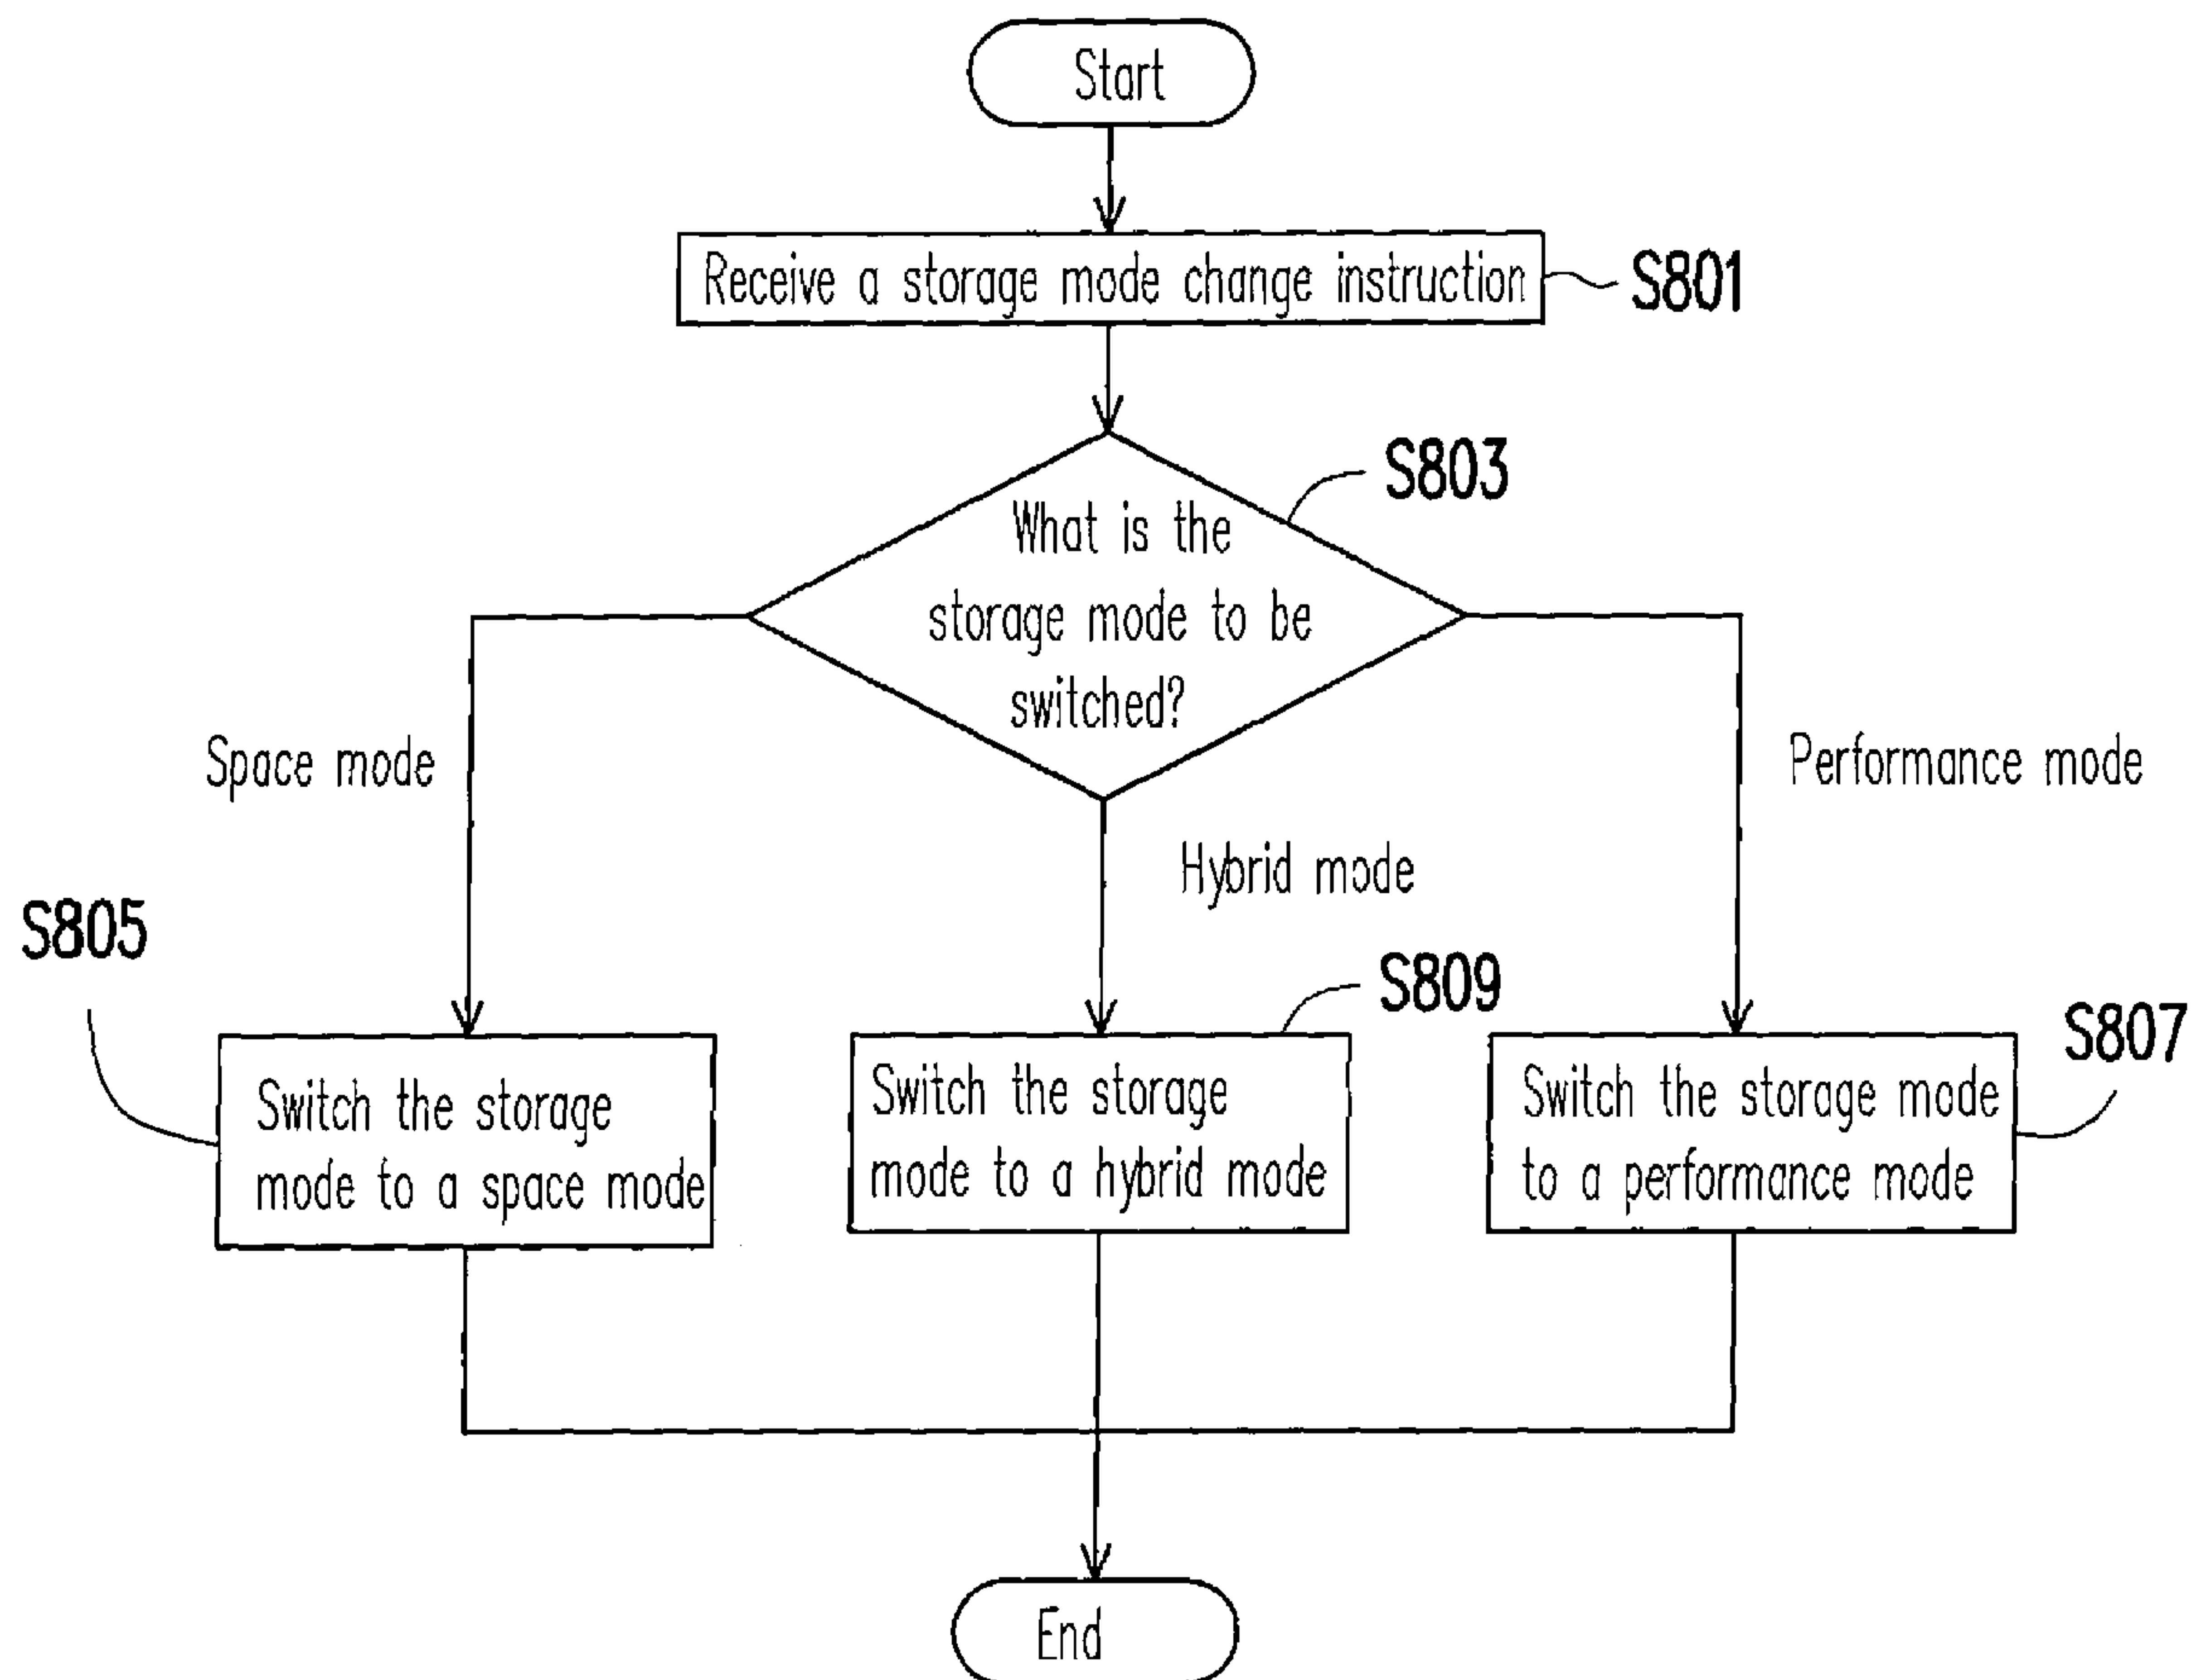 Start
Receive a storage mode change instruction
S801
S803
What is the
storage mode to be
switched?
Space mode
Performance mode
Hybrid mode
S805
S809
S807
Switch the storage
mode to a space mode
Switch the storage
mode to a hybrid mode
Switch the storage mode
to a performance mode
End